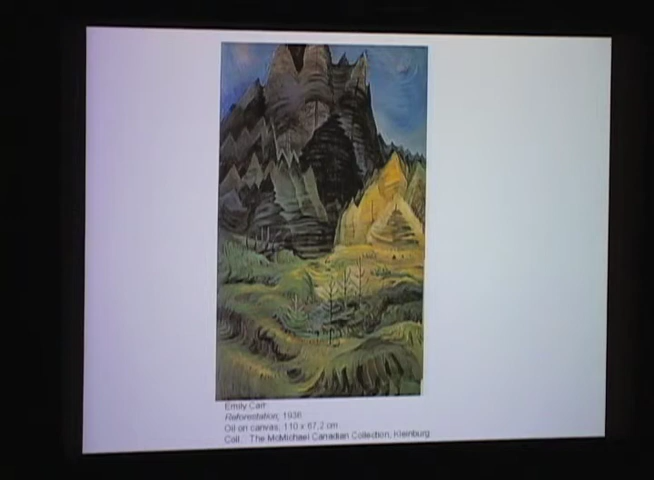 Emily Carr
Reforestation, 1936
Oil on canvas, 110 x 67,2 cm
Coll. : The McMichael Canadian Collection, Kleinburg